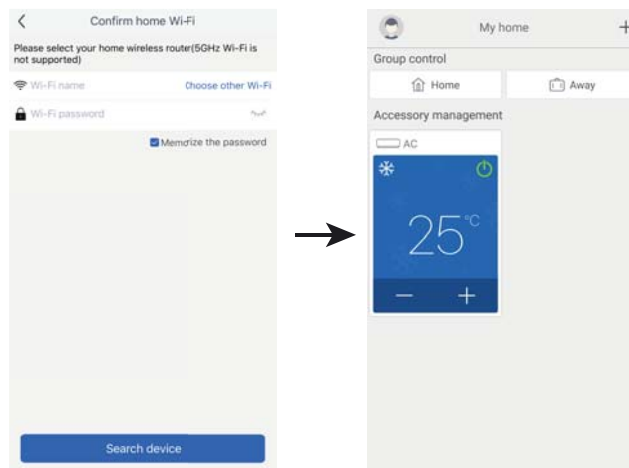 Confirm home Wi-Fi
Please select your home wireless router(5GHz Wi-Fi is
not supported)
Wi-Fi name
Choose other Wi-Fi
Wi-Fi password
Memorize the password
Search device
My home
+
Group control
Home
Away
Accessory management
AC
25°C
− +